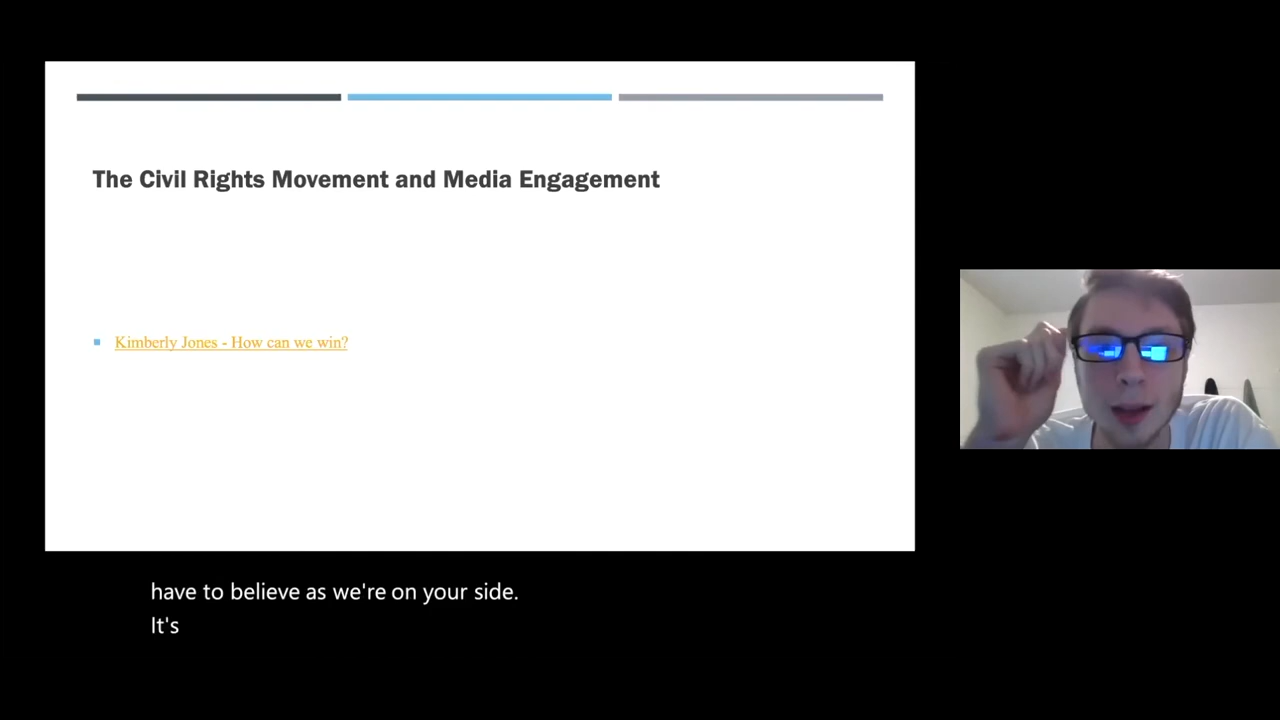 The Civil Rights Movement and Media Engagement
Kimberly Jones - How can we win?
have to believe as we're on your side.
It's